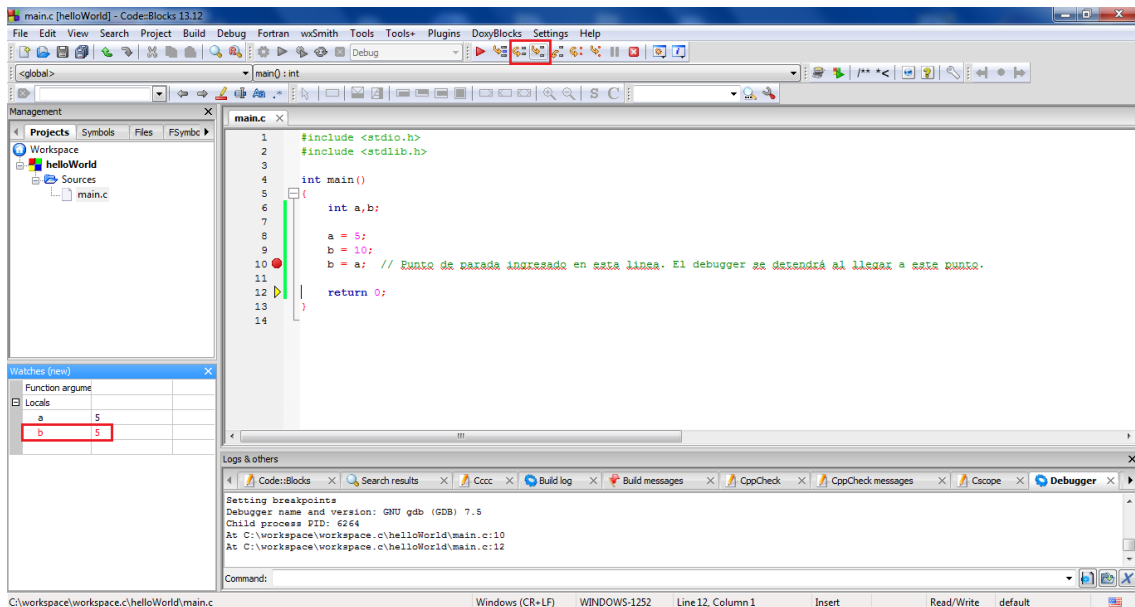 main.c [helloWorld] - Code::Blocks 13.12
File Edit View Search Project Build Debug Fortran wxSmith Tools Tools+ Plugins DoxyBlocks Settings Help
Debug
<global> main() : int
/** *<
S C
Management
Projects Symbols Files FSymbc
Workspace
helloWorld
Sources
main.c
main.c
1 #include <stdio.h>
2 #include <stdlib.h>
3
4 int main()
5 {
6 int a,b;
7
8 a = 5;
9 b = 10;
10 b = a; // Punto de parada ingresado en esta linea. El debugger se detendrá al llegar a este punto.
11
12 return 0;
13 }
14
Watches (new)
Function argume
Locals
a 5
b 5
Logs & others
Code::Blocks Search results Cccc Build log Build messages CppCheck CppCheck messages Cscope Debugger
Setting breakpoints
Debugger name and version: GNU gdb (GDB) 7.5
Child process PID: 6264
At C:\workspace\workspace.c\helloWorld\main.c:10
At C:\workspace\workspace.c\helloWorld\main.c:12
Command:
C:\workspace\workspace.c\helloWorld\main.c Windows (CR+LF) WINDOWS-1252 Line 12, Column 1 Insert Read/Write default